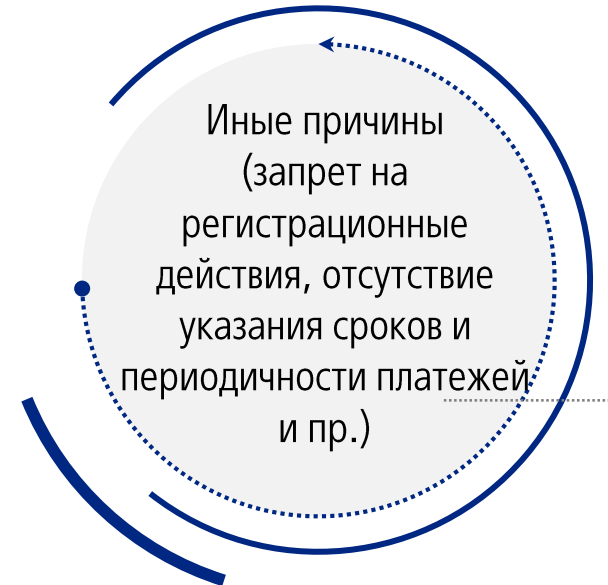 Иные причины
(запрет на
регистрационные
действия, отсутствие
указания сроков и
периодичности платежей
и пр.)